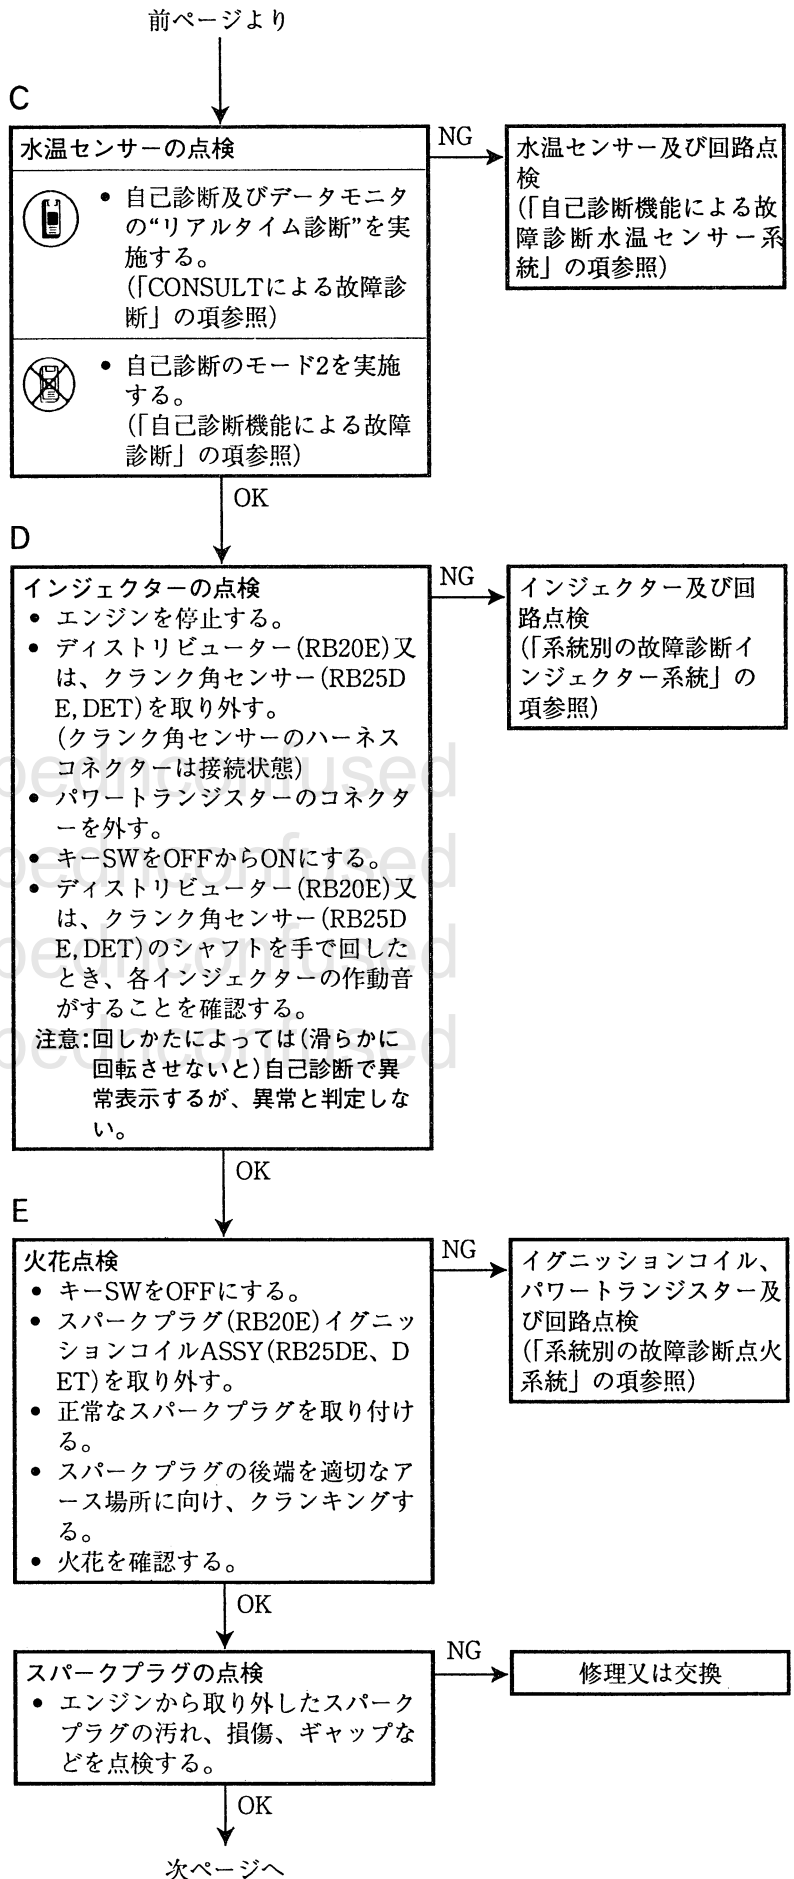 前ページより
C
水温センサーの点検
● 自己診断及びデータモニタ
の“リアルタイム診断”を実
施する。
(「CONSULTによる故障診
断」の項参照)
● 自己診断のモード2を実施
する。
(「自己診断機能による故障
診断」の項参照)
NG
水温センサー及び回路点
検
(「自己診断機能による故
障診断水温センサー系
統」の項参照)
OK
D
インジェクターの点検
● エンジンを停止する。
● ディストリビューター(RB20E)又
は、クランク角センサー(RB25D
E,DET)を取り外す。
(クランク角センサーのハーネス
コネクターは接続状態)
● パワートランジスターのコネクタ
ーを外す。
● キーSWをOFFからONにする。
● ディストリビューター(RB20E)又
は、クランク角センサー(RB25D
E,DET)のシャフトを手で回した
とき、各インジェクターの作動音
がすることを確認する。
注意:回しかたによっては(滑らかに
回転させないと)自己診断で異
常表示するが、異常と判定しな
い。
NG
インジェクター及び回
路点検
(「系統別の故障診断イ
ンジェクター系統」の
項参照)
pednconfused
pednconfused
pednconfused
pednconfused
OK
E
火花点検
● キーSWをOFFにする。
● スパークプラグ(RB20E)イグニッ
ションコイルASSY(RB25DE、D
ET)を取り外す。
● 正常なスパークプラグを取り付け
る。
● スパークプラグの後端を適切なア
ース場所に向け、クランキングす
る。
● 火花を確認する。
NG
イグニッションコイル、
パワートランジスター及
び回路点検
(「系統別の故障診断点火
系統」の項参照)
OK
スパークプラグの点検
● エンジンから取り外したスパーク
プラグの汚れ、損傷、ギャップな
どを点検する。
NG
修理又は交換
OK
次ページへ